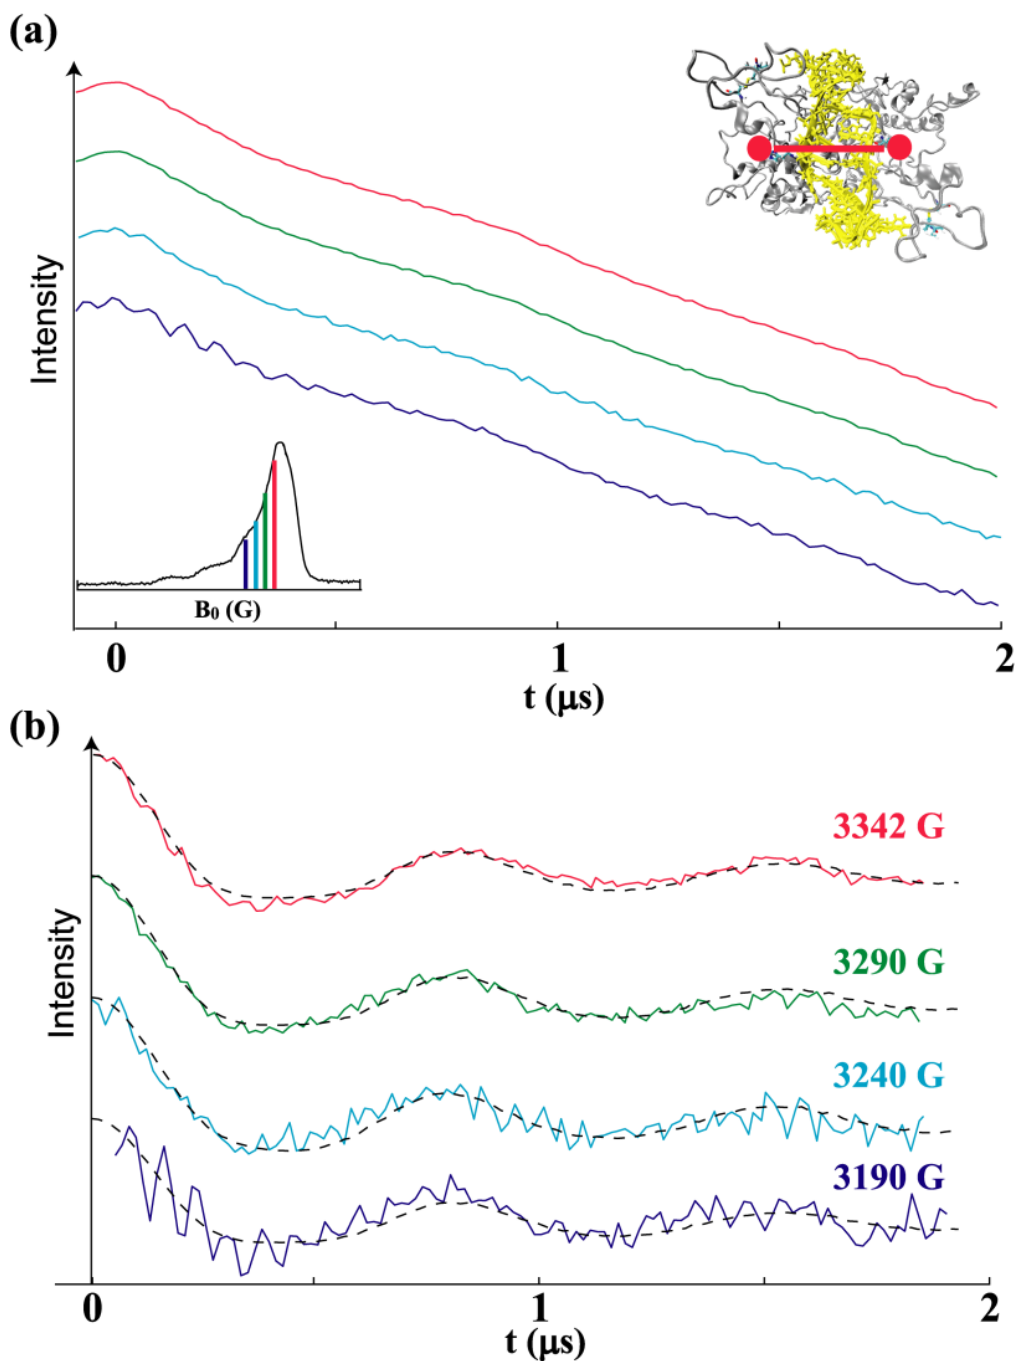 (a)
Intensity
B₀ (G)
0 1 2
t (μs)
(b)
Intensity
3342 G
3290 G
3240 G
3190 G
0 1 2
t (μs)